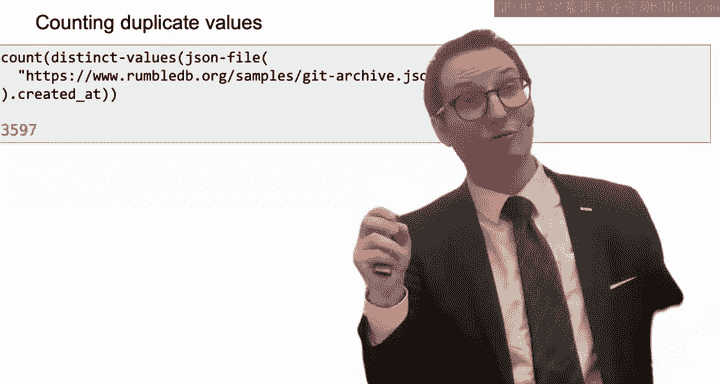 Counting duplicate values
count(distinct-values(json-file(
"https://www.rumbledb.org/samples/git-archive.jso
).created_at))
3597